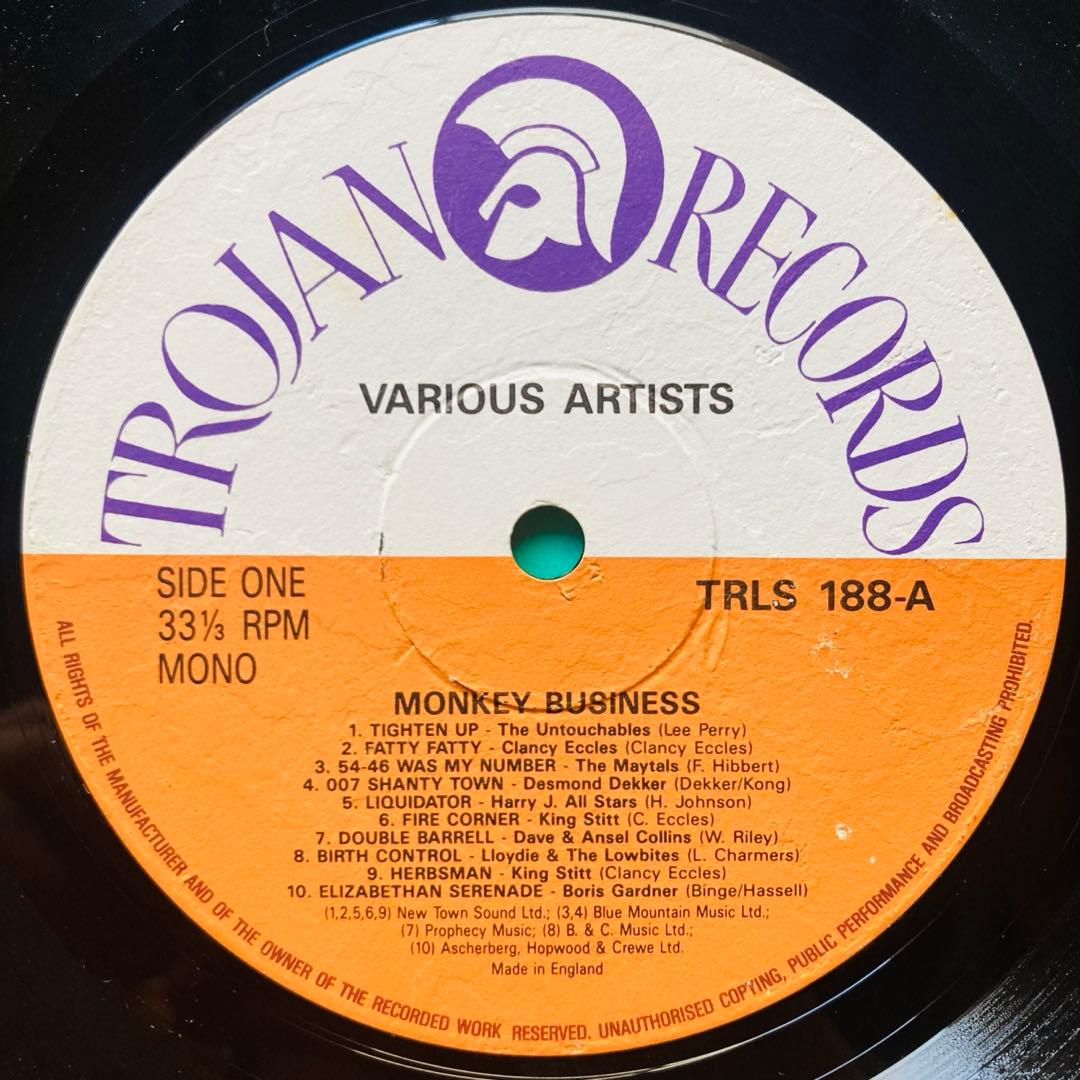 TROJAN RECORDS
VARIOUS ARTISTS
SIDE ONE
33⅓ RPM
MONO
TRLS 188-A
MONKEY BUSINESS
1. TIGHTEN UP - The Untouchables (Lee Perry)
2. FATTY FATTY - Clancy Eccles (Clancy Eccles)
3. 54-46 WAS MY NUMBER - The Maytals (F. Hibbert)
4. 007 SHANTY TOWN - Desmond Dekker (Dekker/Kong)
5. LIQUIDATOR - Harry J. All Stars (H. Johnson)
6. FIRE CORNER - King Stitt (C. Eccles)
7. DOUBLE BARRELL - Dave & Ansel Collins (W. Riley)
8. BIRTH CONTROL - Lloydie & The Lowbites (L. Charmers)
9. HERBSMAN - King Stitt (Clancy Eccles)
10. ELIZABETHAN SERENADE - Boris Gardner (Binge/Hassell)
(1,2,5,6,9) New Town Sound Ltd.; (3,4) Blue Mountain Music Ltd.;
(7) Prophecy Music; (8) B. & C. Music Ltd.;
(10) Ascherberg, Hopwood & Crewe Ltd.
Made in England
ALL RIGHTS OF THE MANUFACTURER AND OF THE OWNER OF THE RECORDED WORK RESERVED. UNAUTHORISED COPYING, PUBLIC PERFORMANCE AND BROADCASTING PROHIBITED.